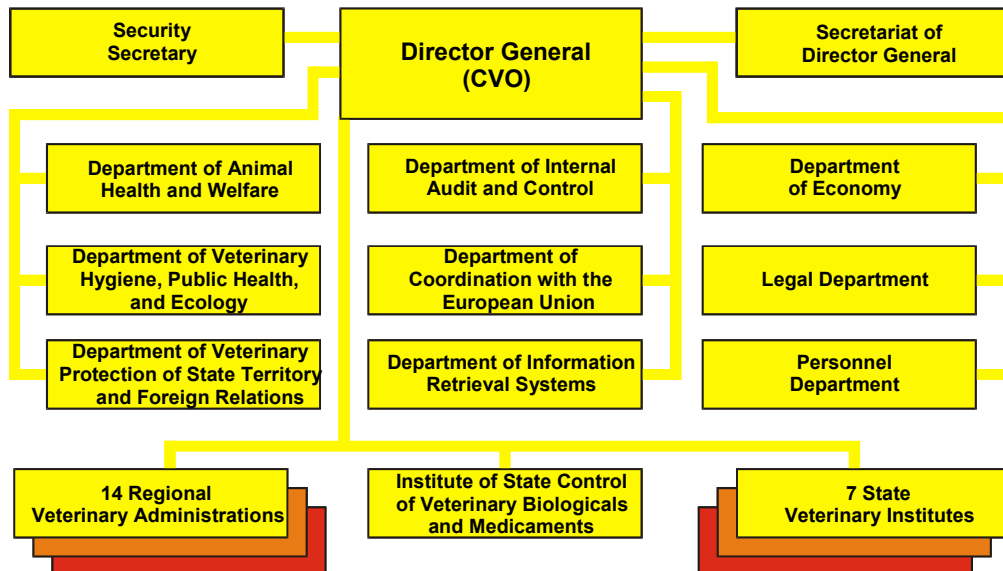 Security
Secretary
Director General
(CVO)
Secretariat of
Director General
Department of Animal
Health and Welfare
Department of Internal
Audit and Control
Department
of Economy
Department of Veterinary
Hygiene, Public Health,
and Ecology
Department of
Coordination with the
European Union
Legal Department
Department of Veterinary
Protection of State Territory
and Foreign Relations
Department of Information
Retrieval Systems
Personnel
Department
14 Regional
Veterinary Administrations
Institute of State Control
of Veterinary Biologicals
and Medicaments
7 State
Veterinary Institutes